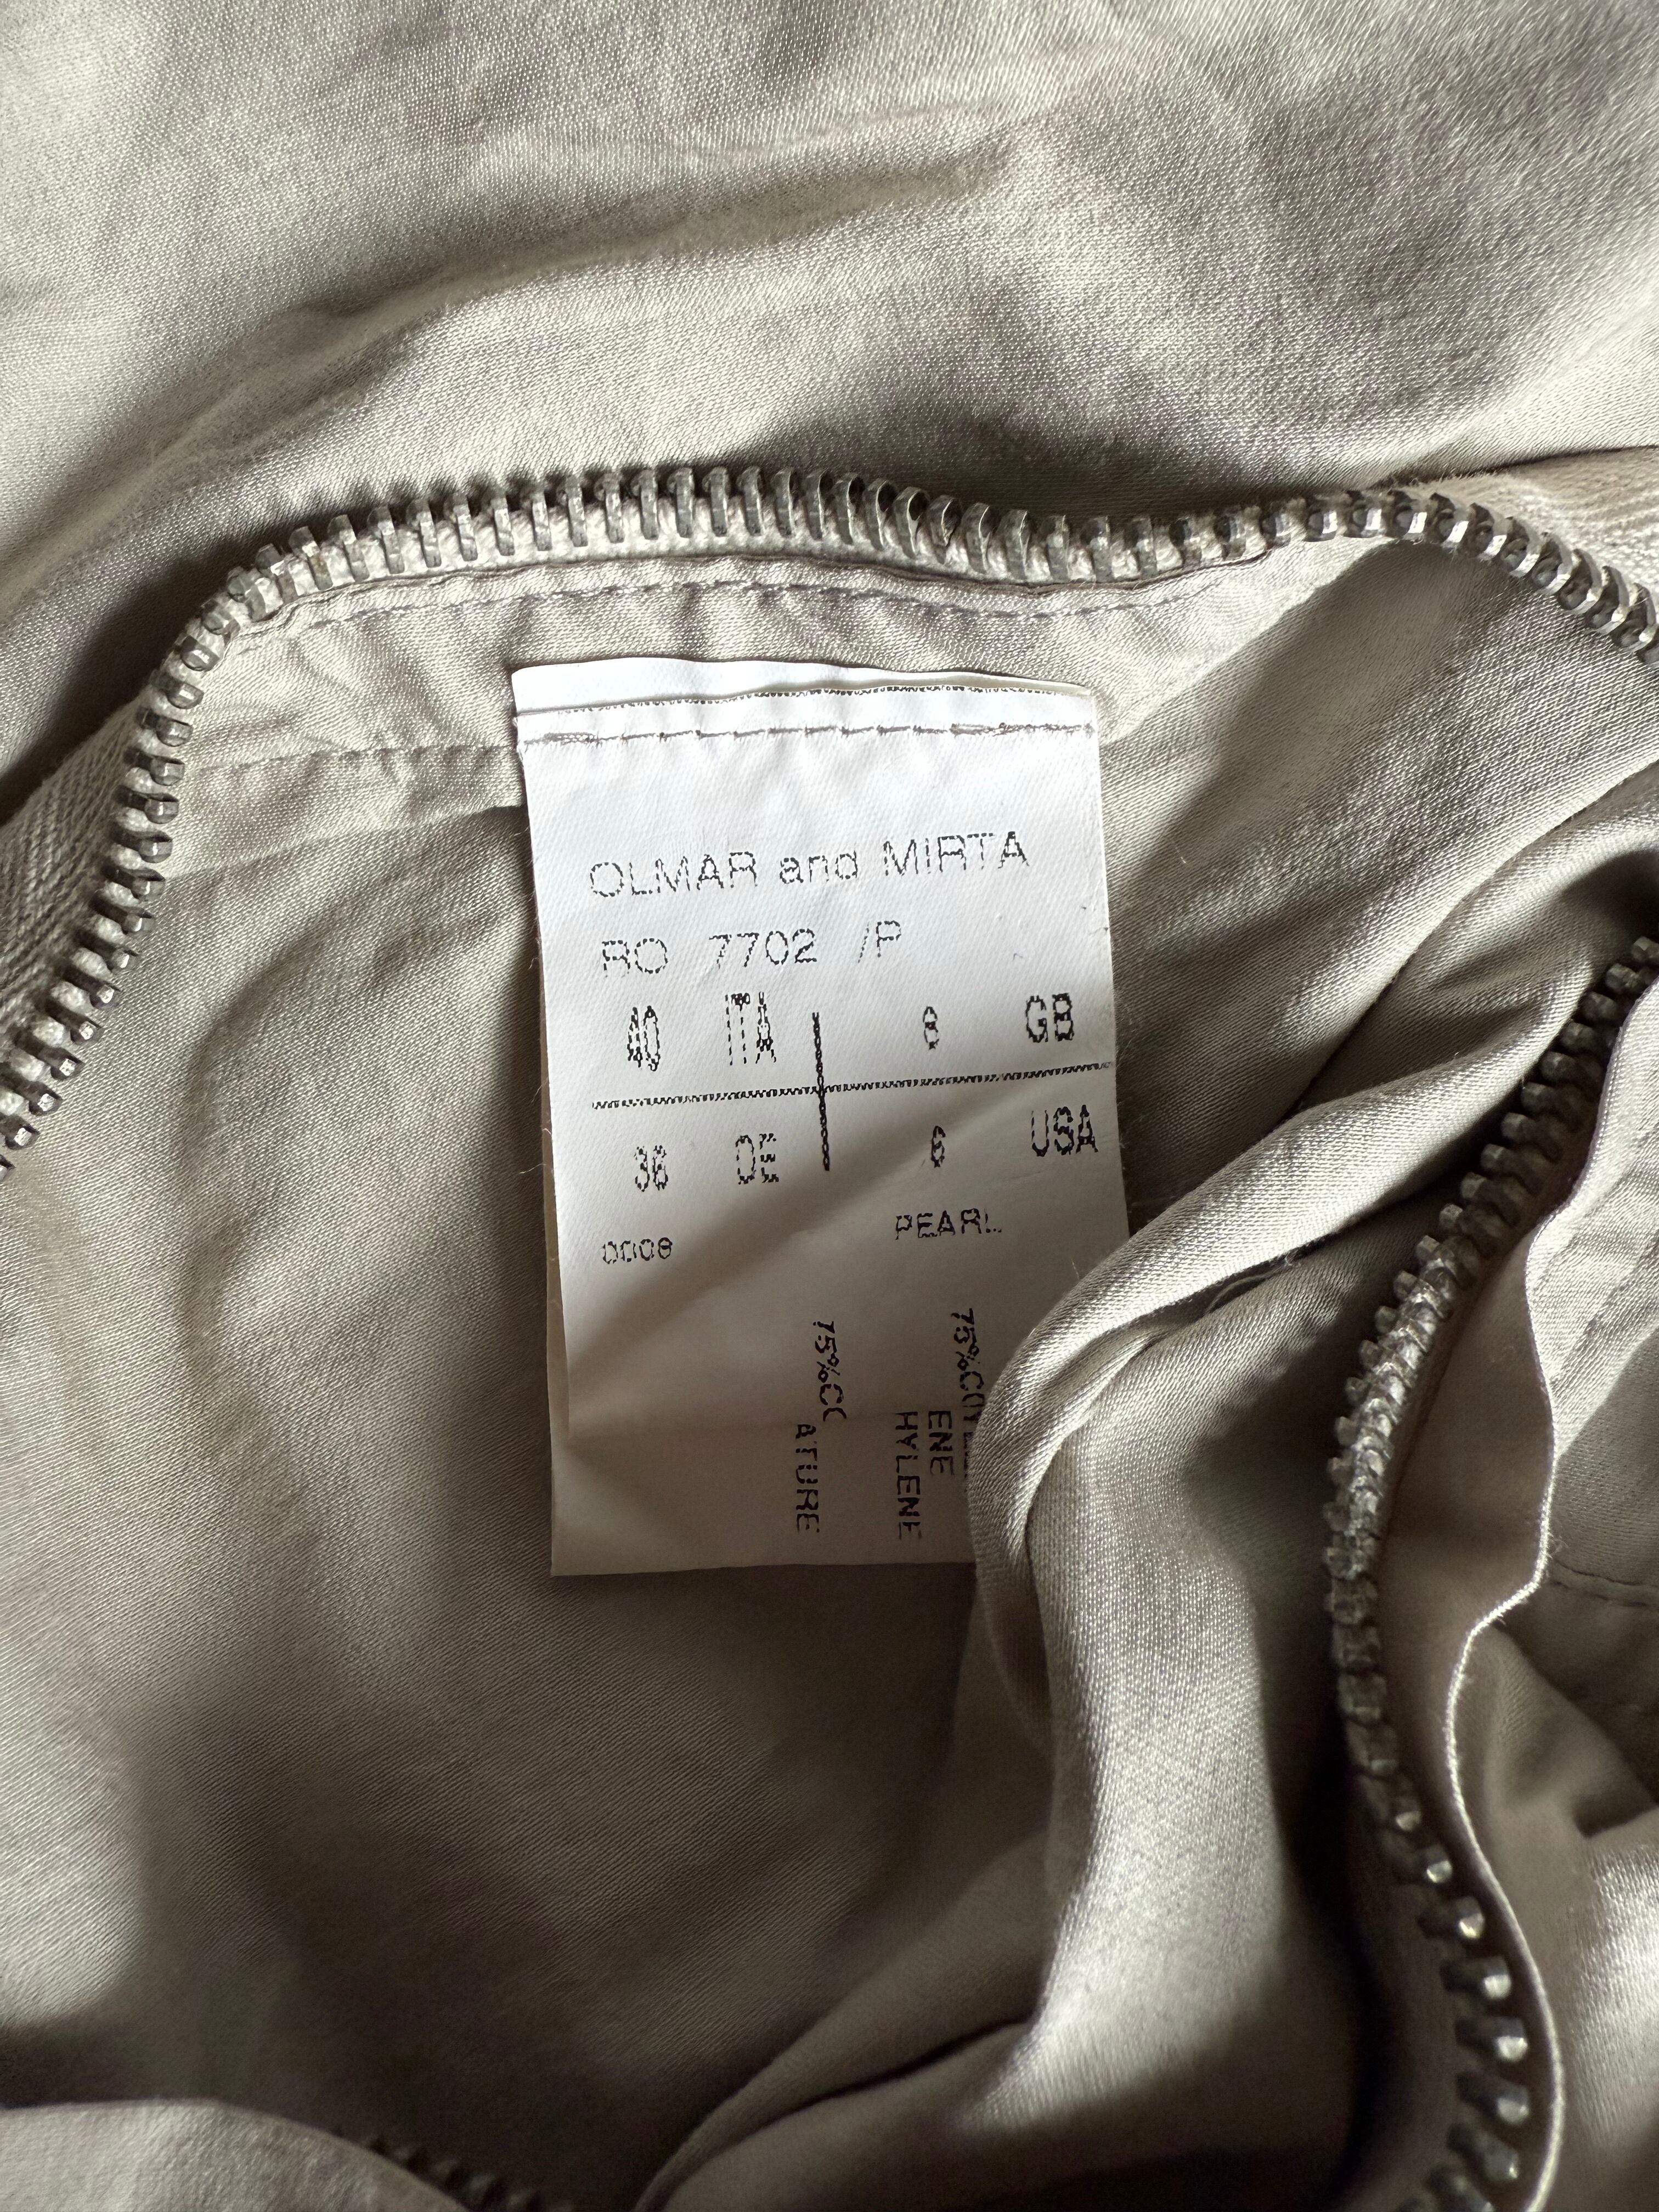 OLMAR and MIRTA
RO 7702 /P
40 ITA 8 GB
36 DE 6 USA
0008 PEARL
75%CO
ENE
HYLENE
75%CO
ATURE